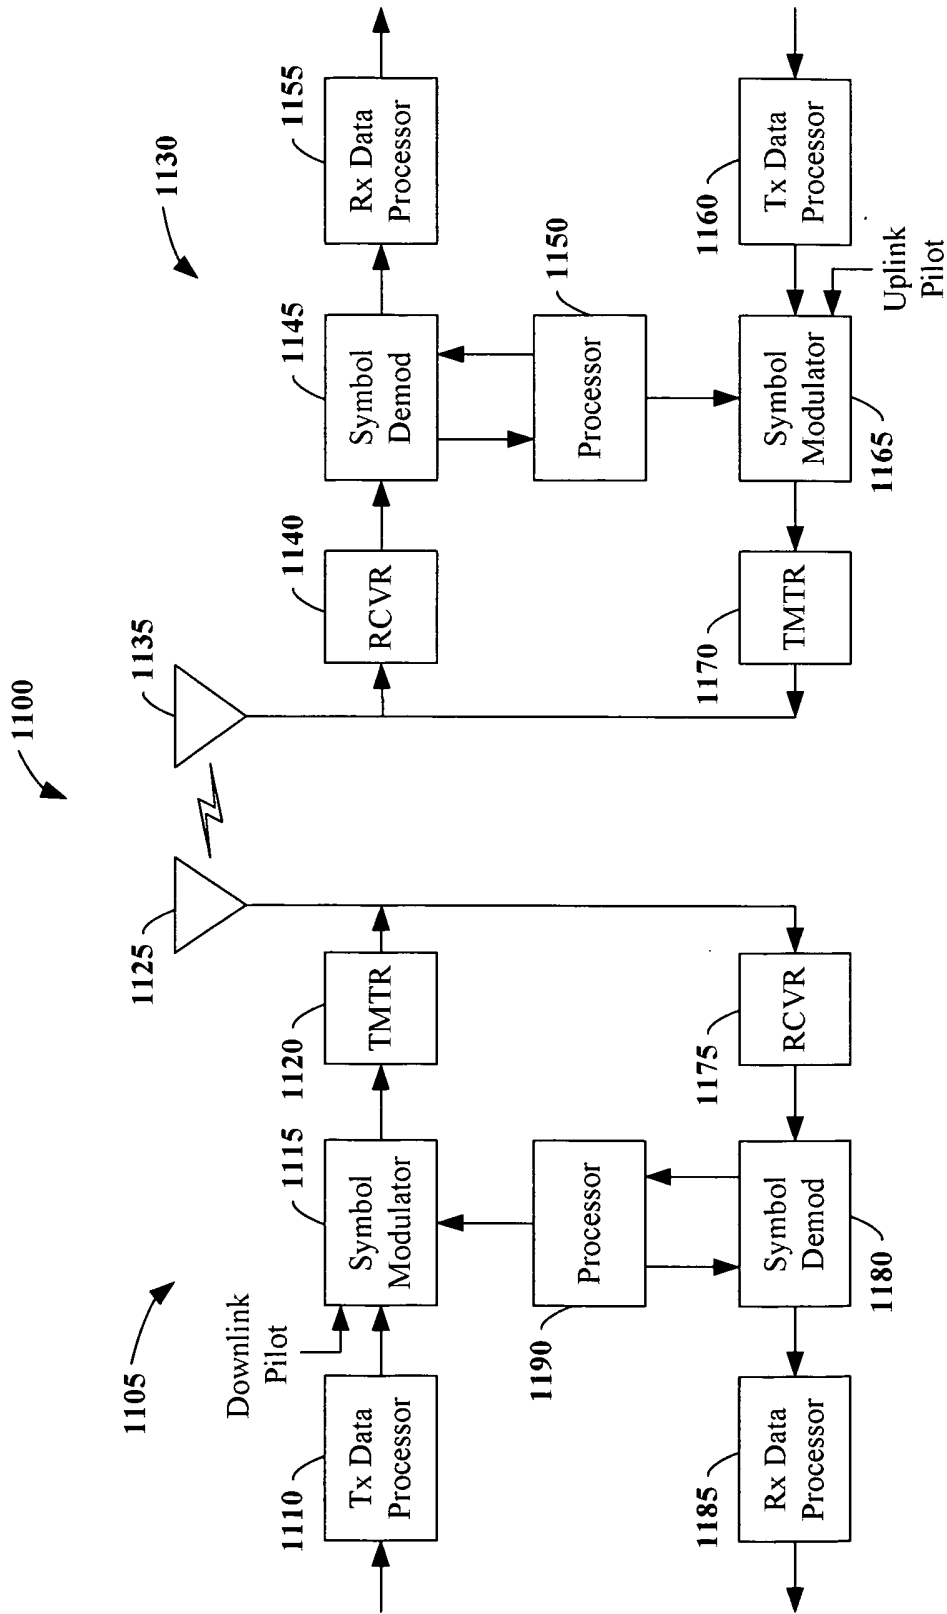 1100
1105
1130
1125
1135
1110
Tx Data
Processor
Downlink
Pilot
1115
Symbol
Modulator
1120
TMTR
1140
RCVR
1145
Symbol
Demod
1155
Rx Data
Processor
1190
Processor
1150
Processor
1185
Rx Data
Processor
1180
Symbol
Demod
1175
RCVR
1170
TMTR
1165
Symbol
Modulator
1160
Tx Data
Processor
Uplink
Pilot